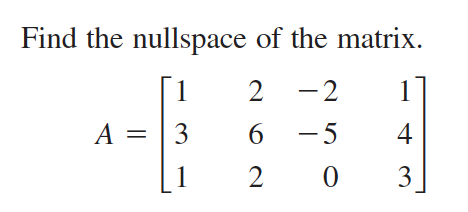 Find the nullspace of the matrix.
1 2 −2 1
A = 3 6 −5 4
1 2 0 3